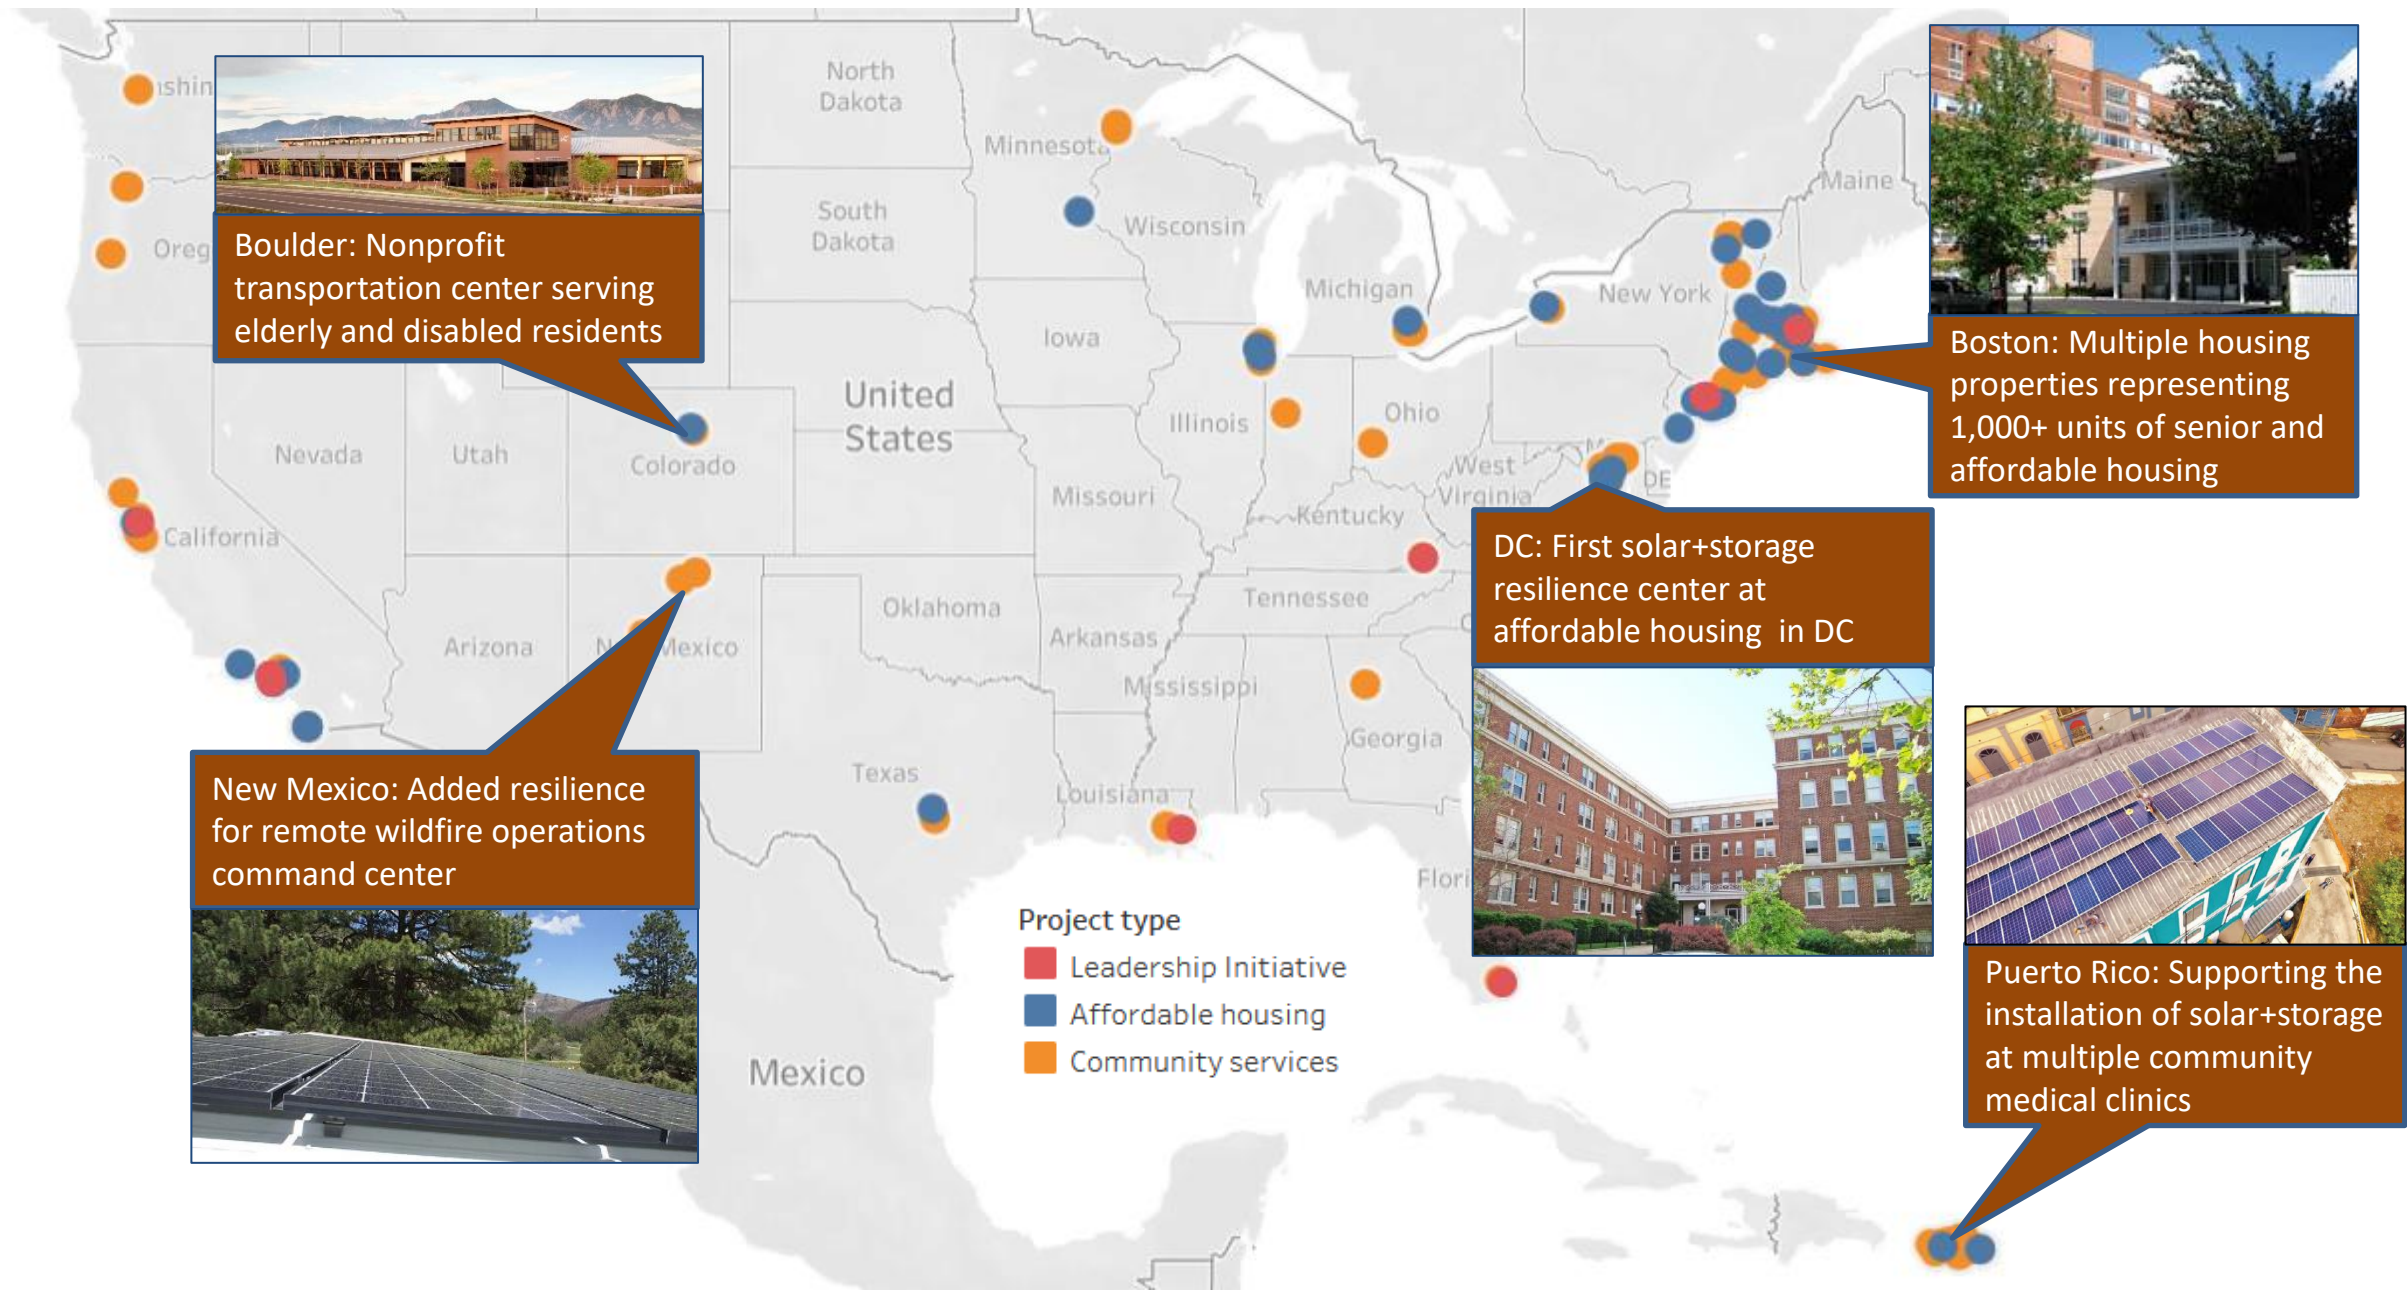 North
Dakota
Minnesota
South
Dakota
Wisconsin
Maine
Michigan
New York
Iowa
United
States
Illinois
Ohio
Nevada
Utah
Colorado
Missouri
West
Virginia
DE
Kentucky
California
Oklahoma
Tennessee
Arizona
Mexico
Arkansas
Mississippi
Georgia
Texas
Louisiana
Mexico
Boulder: Nonprofit
transportation center serving
elderly and disabled residents
Boston: Multiple housing
properties representing
1,000+ units of senior and
affordable housing
DC: First solar+storage
resilience center at
affordable housing in DC
New Mexico: Added resilience
for remote wildfire operations
command center
Puerto Rico: Supporting the
installation of solar+storage
at multiple community
medical clinics
Project type
Leadership Initiative
Affordable housing
Community services